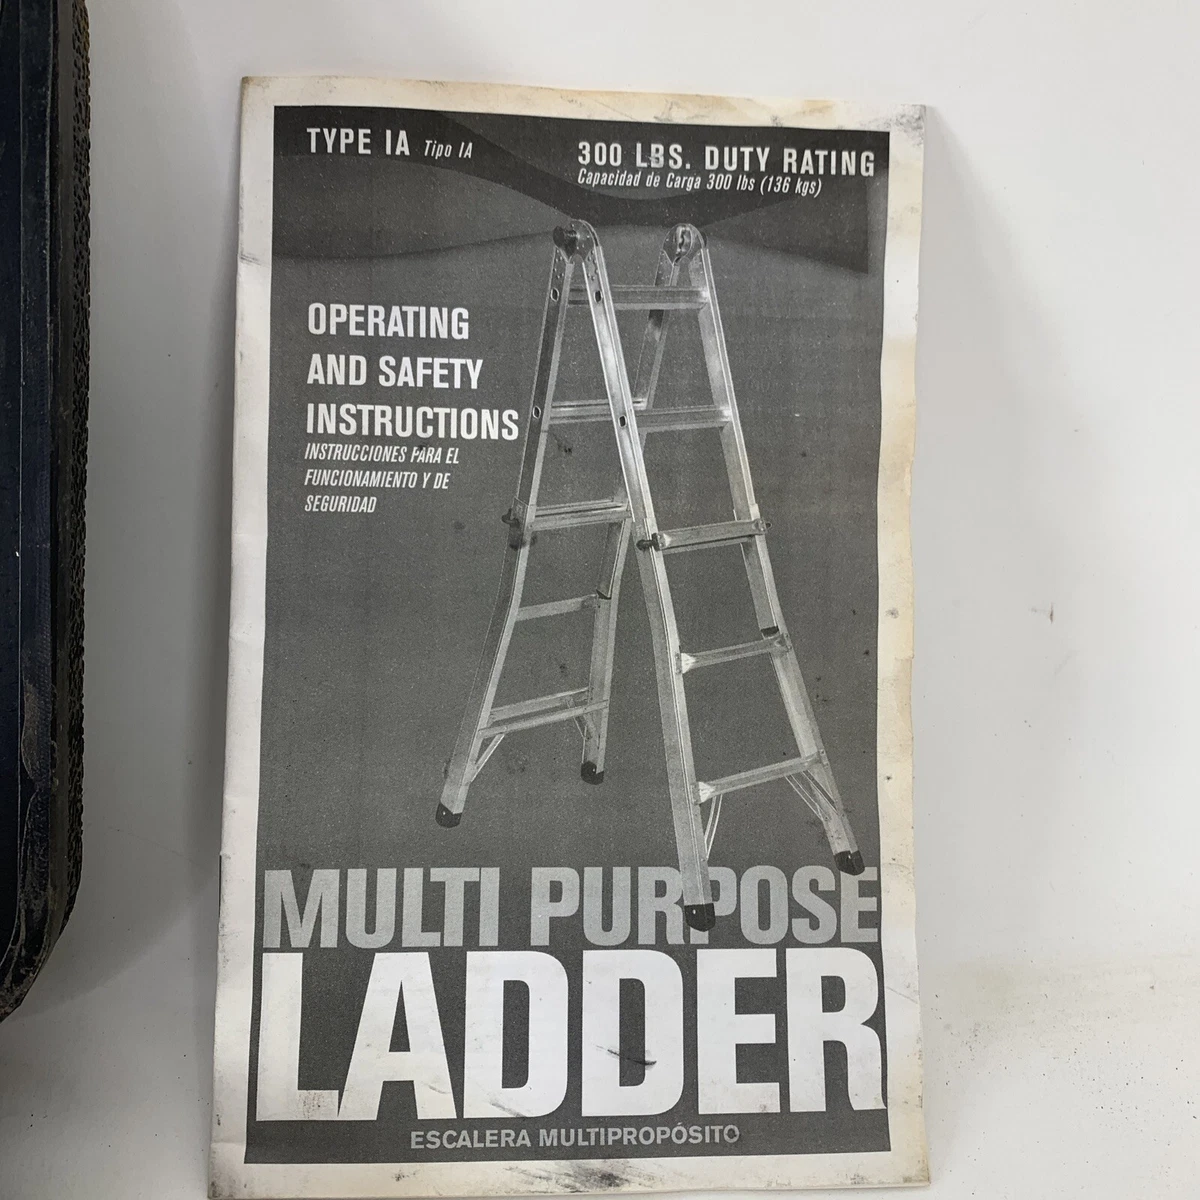 TYPE IA Tipo IA
300 LBS. DUTY RATING
Capacidad de Carga 300 lbs (136 kgs)
OPERATING
AND SAFETY
INSTRUCTIONS
INSTRUCCIONES PARA EL
FUNCIONAMIENTO Y DE
SEGURIDAD
MULTI PURPOSE
LADDER
ESCALERA MULTIPROPÓSITO